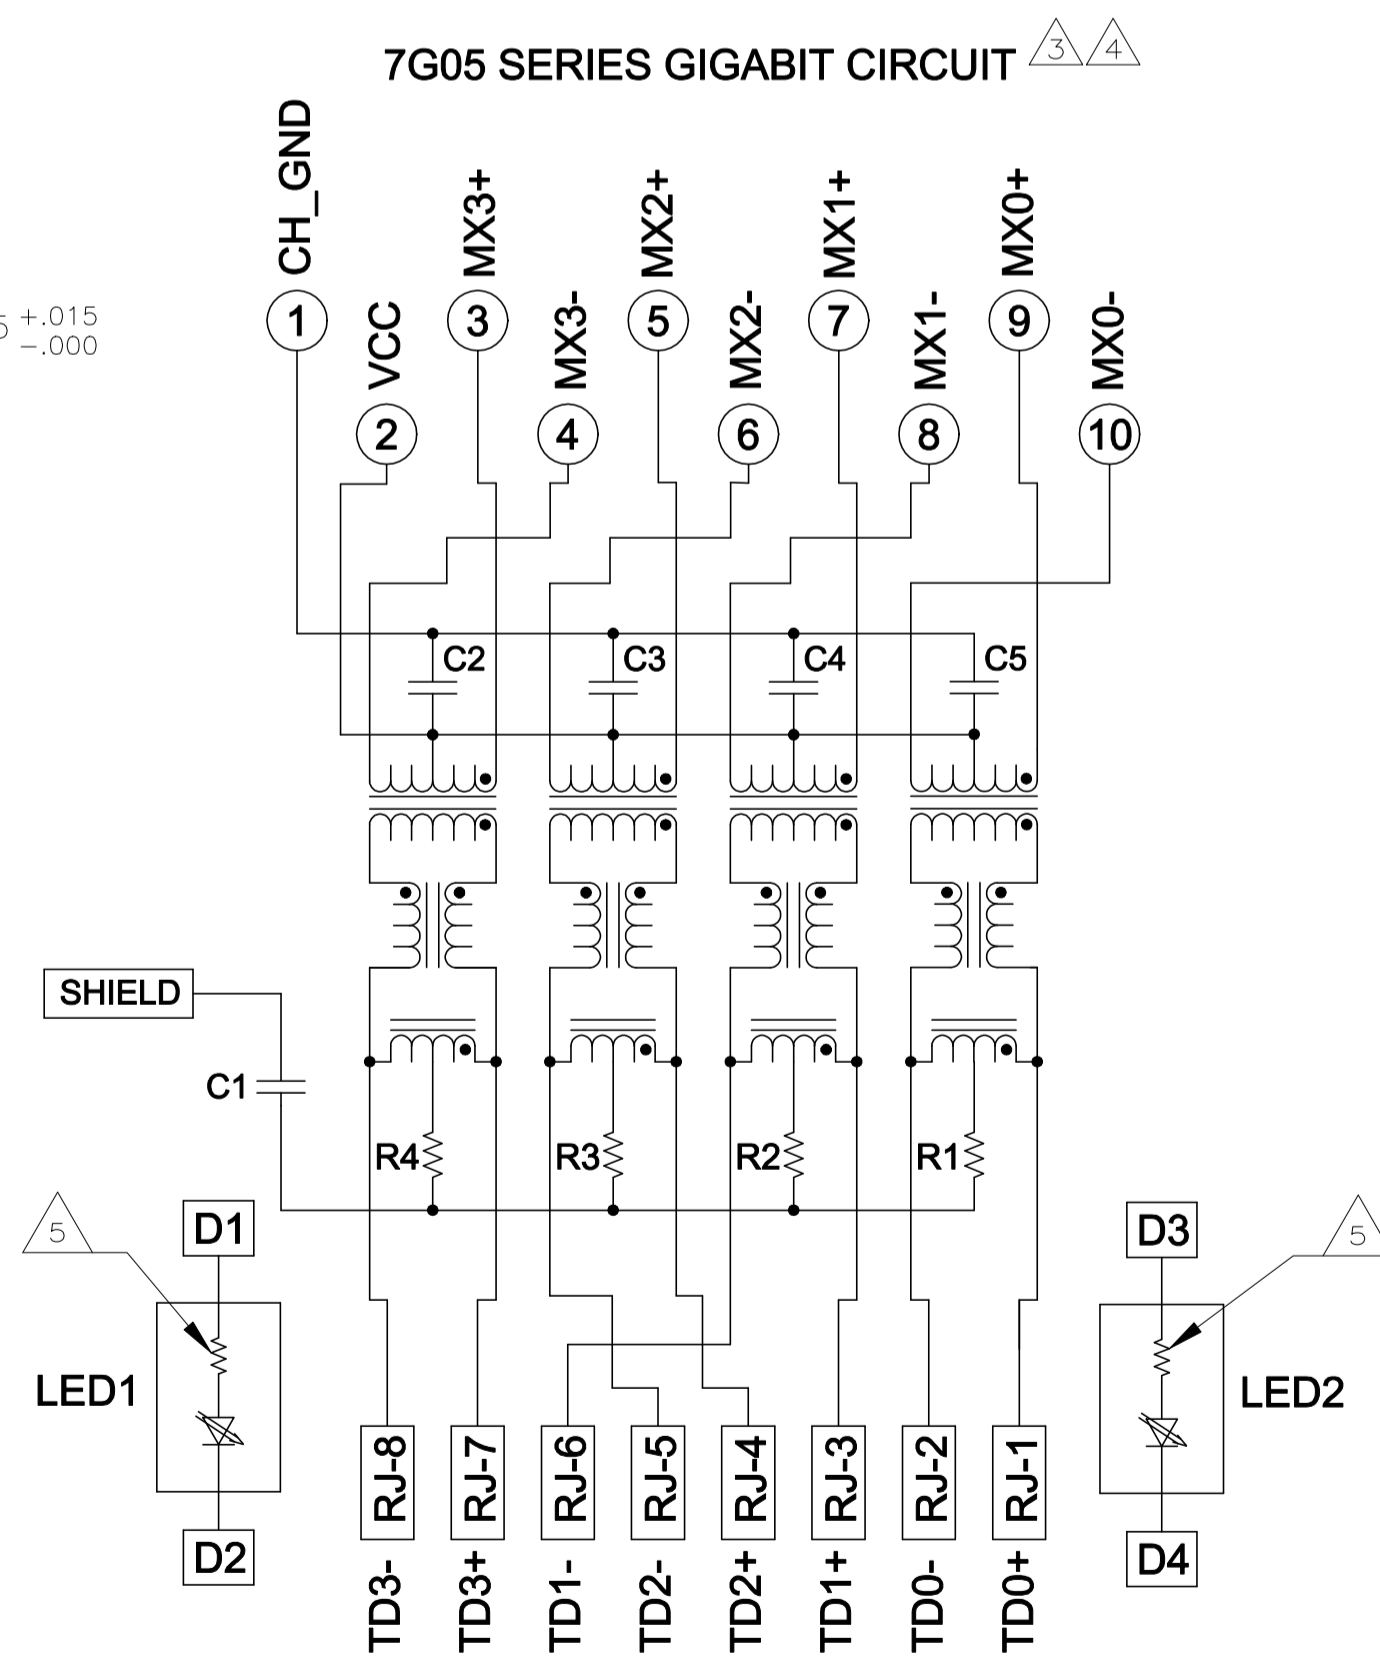 7G05 SERIES GIGABIT CIRCUIT 3 4
CH_GND
MX3+
MX2+
MX1+
MX0+
+.015
-.000
1
3
5
7
9
VCC
MX3-
MX2-
MX1-
MX0-
2
4
6
8
10
C2
C3
C4
C5
SHIELD
C1
R4
R3
R2
R1
5
D1
D3
5
LED1
LED2
RJ-8
RJ-7
RJ-6
RJ-5
RJ-4
RJ-3
RJ-2
RJ-1
D2
D4
TD3-
TD3+
TD1-
TD2-
TD2+
TD1+
TD0-
TD0+